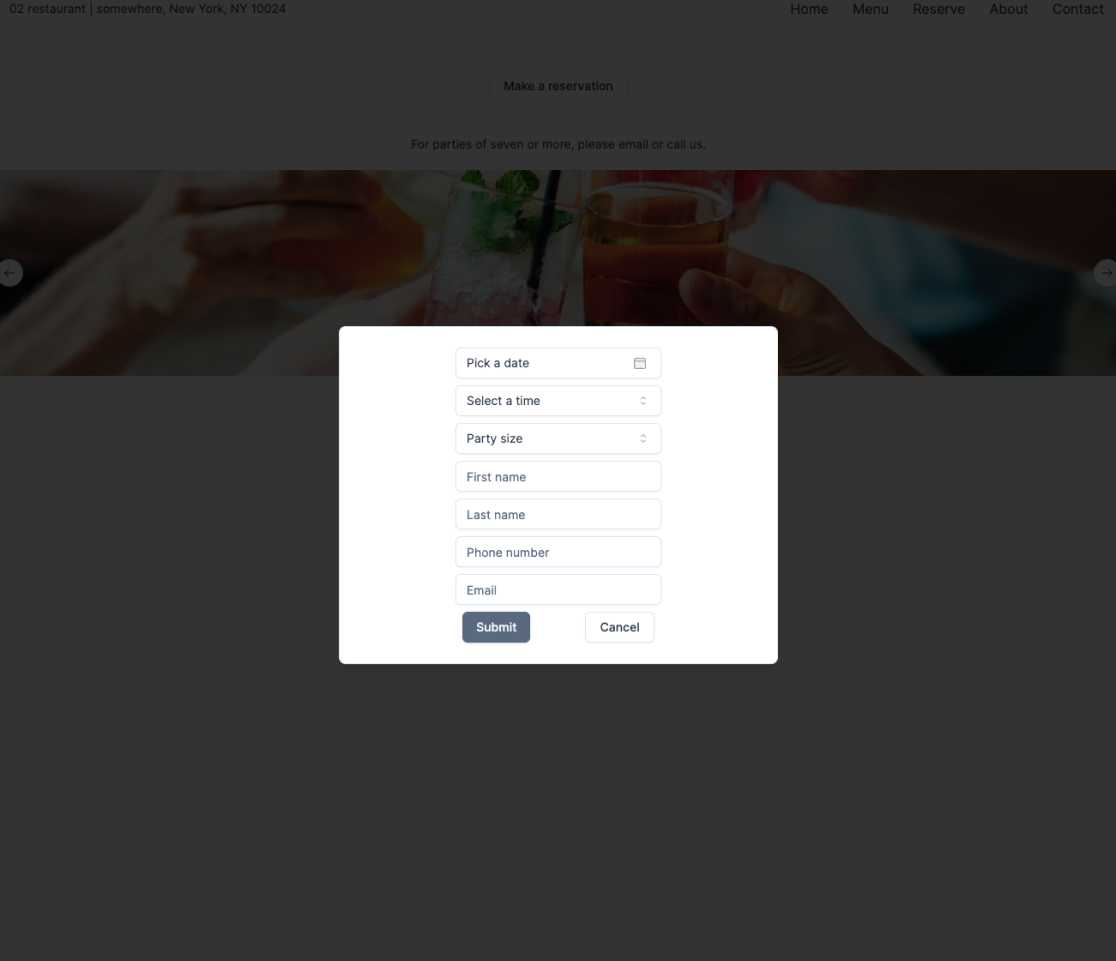 02 restaurant | somewhere, New York, NY 10024
Home Menu Reserve About Contact
Make a reservation
For parties of seven or more, please email or call us.
Pick a date
Select a time
Party size
First name
Last name
Phone number
Email
Submit Cancel